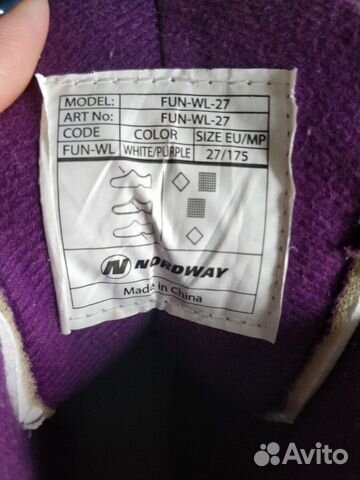 MODEL: FUN-WL-27
ART No: FUN-WL-27
CODE COLOR SIZE EU/MP
FUN-WL WHITE/PURPLE 27/175
NORDWAY
Made in China
Avito